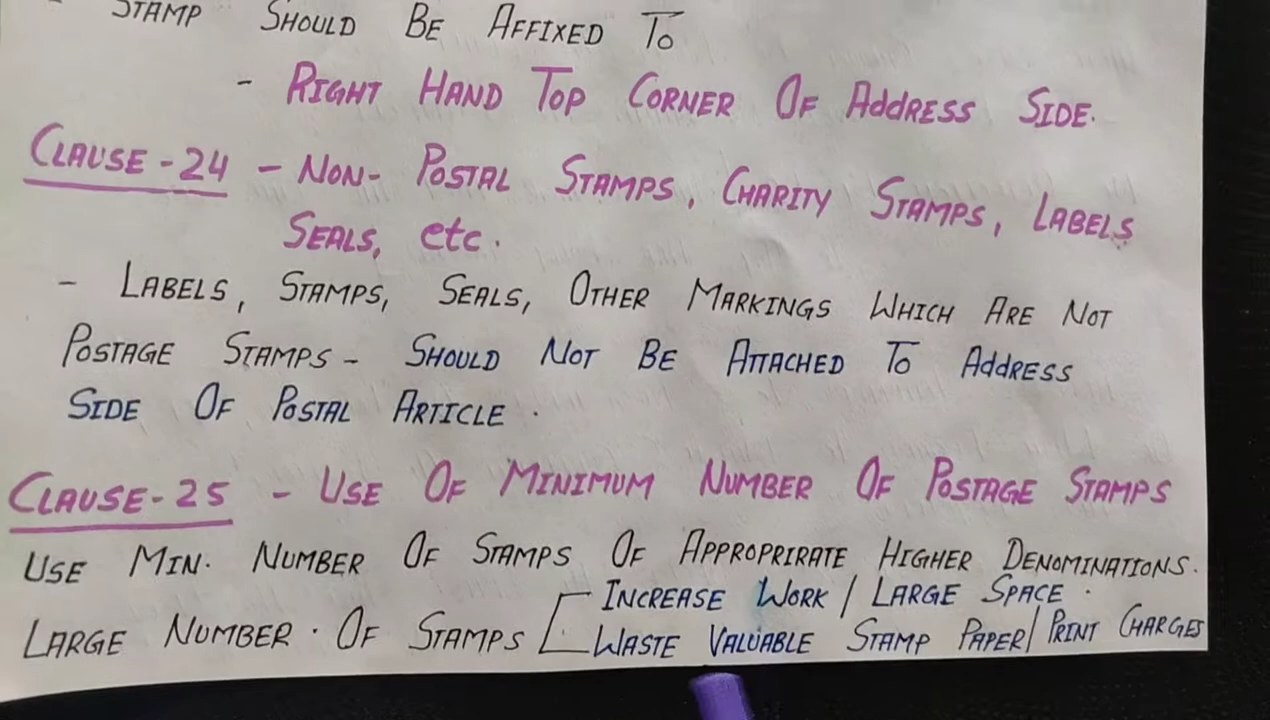 - STAMP SHOULD BE AFFIXED TO
- RIGHT HAND TOP CORNER OF AddRESS SIDE.
CLAUSE-24 - NON-POSTAL STAMPS, CHARITY STAMPS, LABELS
SEALS, etc.
- LABELS, STAMPS, SEALS, OTHER MARKINGS WHICH ARE NOT
POSTAGE STAMPS - SHOULD NOT BE ATTACHED TO AddRESS
SIDE OF POSTAL ARTICLE.
CLAUSE-25 - USE OF MINIMUM NUMBER OF POSTAGE STAMPS
USE MIN. NUMBER OF STAMPS OF APPROPRIRATE HIGHER DENOMINATIONS.
INCREASE WORK / LARGE SPACE.
LARGE NUMBER. OF STAMPS WASTE VALUABLE STAMP PAPER/ PRINT CHARGES